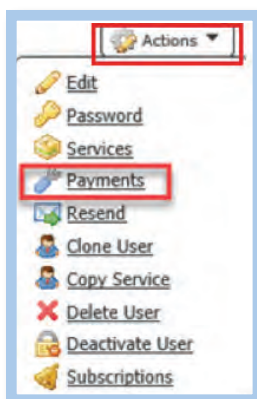 Actions
Edit
Password
Services
Payments
Resend
Clone User
Copy Service
Delete User
Deactivate User
Subscriptions